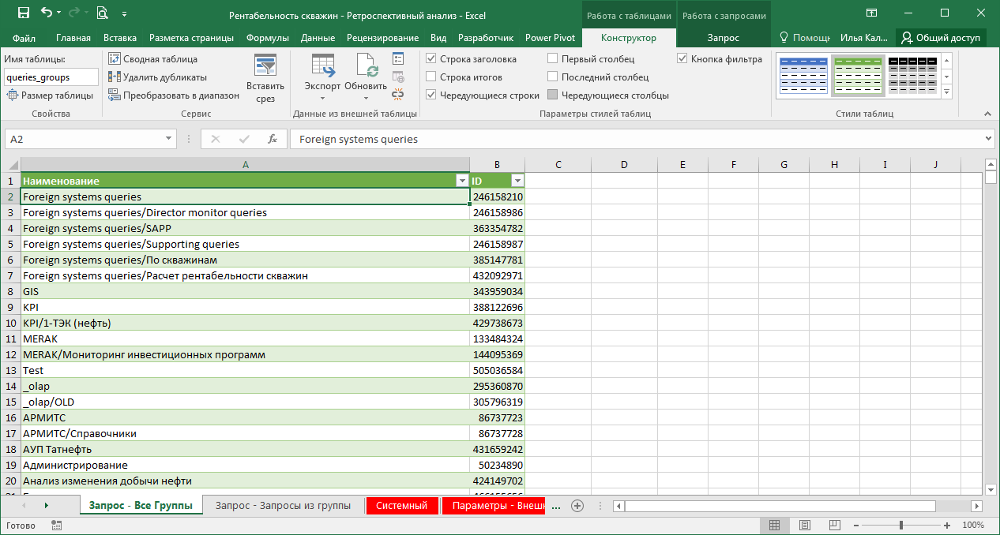 Рентабельность скважин - Ретроспективный анализ - Excel
Работа с таблицами
Работа с запросами
Файл Главная Вставка Разметка страницы Формулы Данные Рецензирование Вид Разработчик Power Pivot Конструктор Запрос Помощь Илья Кал... Общий доступ
Имя таблицы:
queries_groups
Размер таблицы
Свойства
Сводная таблица
Удалить дубликаты
Преобразовать в диапазон
Вставить
срез
Сервис
Экспорт Обновить
Данные из внешней таблицы
Строка заголовка
Строка итогов
Чередующиеся строки
Первый столбец
Последний столбец
Чередующиеся столбцы
Кнопка фильтра
Параметры стилей таблиц
Стили таблиц
A2 fx Foreign systems queries
A B C D E F G H I J
1 Наименование ID
2 Foreign systems queries 246158210
3 Foreign systems queries/Director monitor queries 246158986
4 Foreign systems queries/SAPP 363354782
5 Foreign systems queries/Supporting queries 246158987
6 Foreign systems queries/По скважинам 385147781
7 Foreign systems queries/Расчет рентабельности скважин 432092971
8 GIS 343959034
9 KPI 388122696
10 KPI/1-ТЭК (нефть) 429738673
11 MERAK 133484324
12 MERAK/Мониторинг инвестиционных программ 144095369
13 Test 505036584
14 _olap 295360870
15 _olap/OLD 305796319
16 АРМИТС 86737723
17 АРМИТС/Справочники 86737728
18 АУП Татнефть 431659242
19 Администрирование 50234890
20 Анализ изменения добычи нефти 424149702
Запрос - Все Группы Запрос - Запросы из группы Системный Параметры - Внешн ...
Готово 100%